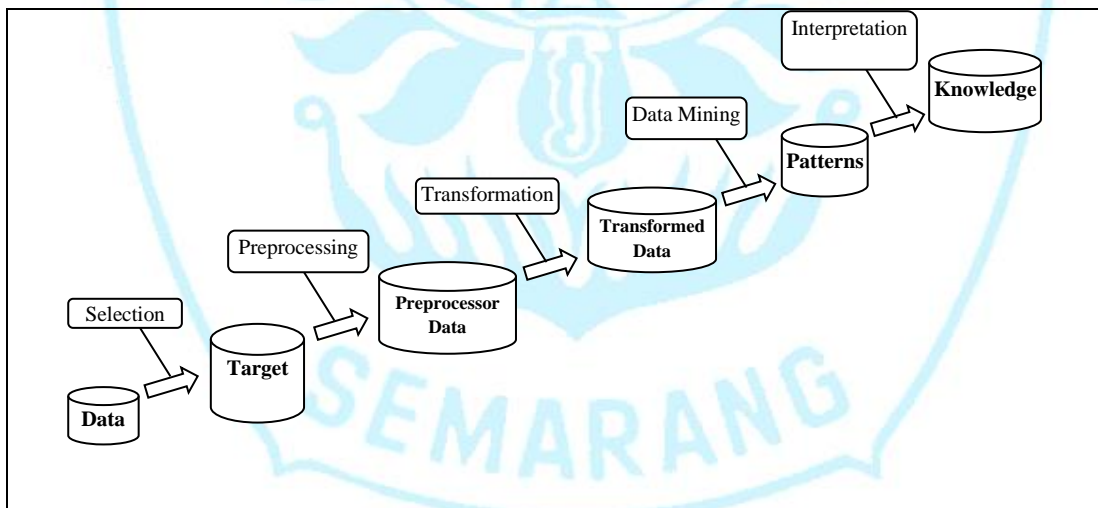 Interpretation
Knowledge
Data Mining
Patterns
Transformation
Transformed
Data
Preprocessing
Preprocessor
Data
Selection
Target
Data
SEMARANG